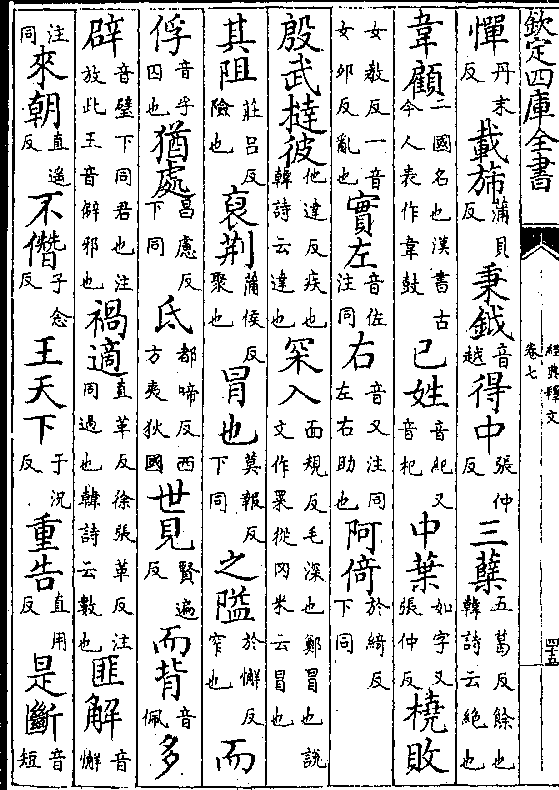 欽定四庫全書
經典釋文
卷七
四十五
憚丹末反載斾蒲貝反秉鉞音越得中張仲反三蘖五葛反餘也韓詩云絕也
韋顧二國名也漢書古今人表作韋鼓已姓音紀又音杞中葉如字又張仲反橈敗
女教反一音女卯反亂也實左音佐注同右音又注同左右助也阿倚於綺反下同
殷武撻彼他達反疾也韓詩云達也罙入面規反毛深也鄭冒也說文作罙從网米云冒也
其阻莊呂反險也裒荆蒲侯反聚也冒也莫報反下同之隘於懈反窄也而
俘音孚囚也猶處昌慮反下同氐都啼反西方夷狄國世見賢遍反而背音佩多
辟音璧下同君也注放此王音僻邪也禍適直革反徐張革反注同過也韓詩云數也匪解音懈
注同來朝直遥反不僭子念反王天下于況反重告直用反是斷音短